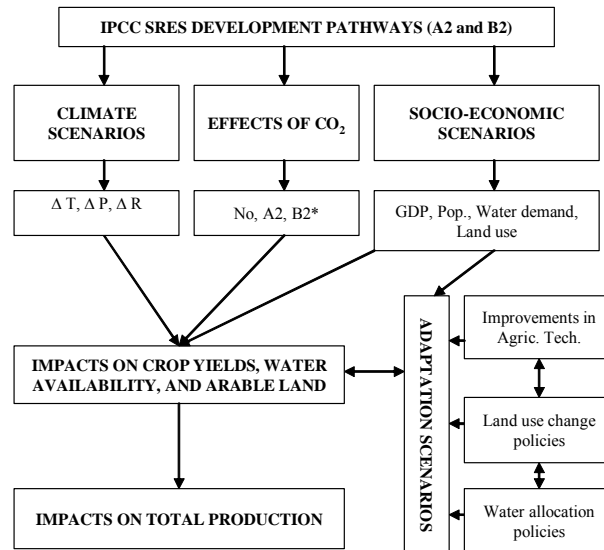 IPCC SRES DEVELOPMENT PATHWAYS (A2 and B2)
CLIMATE
SCENARIOS
EFFECTS OF CO₂
SOCIO-ECONOMIC
SCENARIOS
Δ T, Δ P, Δ R
No, A2, B2*
GDP, Pop., Water demand,
Land use
IMPACTS ON CROP YIELDS, WATER
AVAILABILITY, AND ARABLE LAND
ADAPTATION SCENARIOS
Improvements in
Agric. Tech.
Land use change
policies
Water allocation
policies
IMPACTS ON TOTAL PRODUCTION